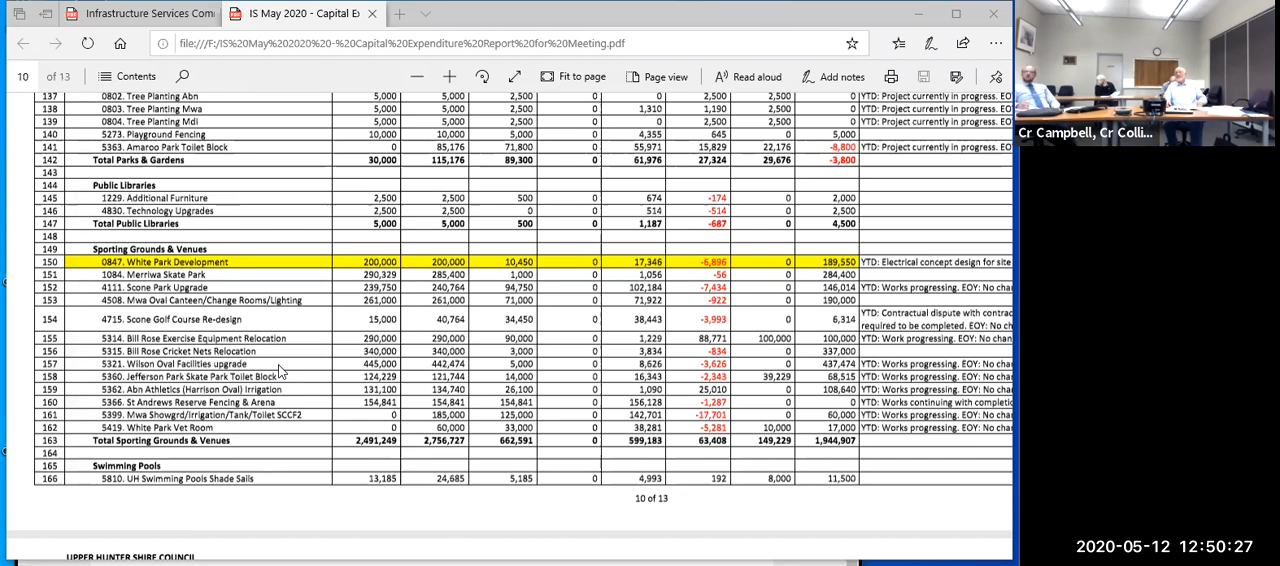 Infrastructure Services Com
IS May 2020 - Capital E
file:///F:/IS%20May%202020%20-%20Capital%20Expenditure%20Report%20for%20Meeting.pdf
10 of 13 Contents Fit to page Page view Read aloud Add notes
137 0802. Tree Planting Abn 5,000 5,000 2,500 0 0 2,500 2,500 0 YTD: Project currently in progress. EO
138 0803. Tree Planting Mwa 5,000 5,000 2,500 0 1,310 1,190 2,500 0 YTD: Project currently in progress. EO
139 0804. Tree Planting Mdi 5,000 5,000 2,500 0 0 2,500 2,500 0 YTD: Project currently in progress. EO
140 5273. Playground Fencing 10,000 10,000 5,000 0 4,355 645 0 5,000
141 5363. Amaroo Park Toilet Block 0 85,176 71,800 0 55,971 15,829 22,176 -8,800 YTD: Project currently in progress. EO
142 Total Parks & Gardens 30,000 115,176 89,300 0 61,976 27,324 29,676 -3,800
143
144 Public Libraries
145 1229. Additional Furniture 2,500 2,500 500 0 674 -174 0 2,000
146 4830. Technology Upgrades 2,500 2,500 0 0 514 -514 0 2,500
147 Total Public Libraries 5,000 5,000 500 0 1,187 -687 0 4,500
148
149 Sporting Grounds & Venues
150 0847. White Park Development 200,000 200,000 10,450 0 17,346 -6,896 0 189,550 YTD: Electrical concept design for site
151 1084. Merriwa Skate Park 290,329 285,400 1,000 0 1,056 -56 0 284,400
152 4111. Scone Park Upgrade 239,750 240,764 94,750 0 102,184 -7,434 0 146,014 YTD: Works progressing. EOY: No cha
153 4508. Mwa Oval Canteen/Change Rooms/Lighting 261,000 261,000 71,000 0 71,922 -922 0 190,000
154 4715. Scone Golf Course Re-design 15,000 40,764 34,450 0 38,443 -3,993 0 6,314 YTD: Contractual dispute with contrac
required to be completed. EOY: No ch
155 5314. Bill Rose Exercise Equipment Relocation 290,000 290,000 90,000 0 1,229 88,771 100,000 100,000 YTD: Work progressing. EOY: No chan
156 5315. Bill Rose Cricket Nets Relocation 340,000 340,000 3,000 0 3,834 -834 0 337,000
157 5321. Wilson Oval Facilities upgrade 445,000 442,474 5,000 0 8,626 -3,626 0 437,474 YTD: Works progressing. EOY: No cha
158 5360. Jefferson Park Skate Park Toilet Block 124,229 121,744 14,000 0 16,343 -2,343 39,229 68,515 YTD: Works progressing. EOY: No cha
159 5362. Abn Athletics (Harrison Oval) Irrigation 131,100 134,740 26,100 0 1,090 25,010 0 108,640 YTD: Works progressing. EOY: No cha
160 5366. St Andrews Reserve Fencing & Arena 154,841 154,841 154,841 0 156,128 -1,287 0 0 YTD: Works continuing with completio
161 5399. Mwa Showgrd/Irrigation/Tank/Toilet SCCF2 0 185,000 125,000 0 142,701 -17,701 0 60,000 YTD: Works progressing. EOY: No cha
162 5419. White Park Vet Room 0 60,000 33,000 0 38,281 -5,281 10,000 17,000 YTD: Works progressing. EOY: No cha
163 Total Sporting Grounds & Venues 2,491,249 2,756,727 662,591 0 599,183 63,408 149,229 1,944,907
164
165 Swimming Pools
166 5810. UH Swimming Pools Shade Sails 13,185 24,685 5,185 0 4,993 192 8,000 11,500
10 of 13
UPPER HUNTER SHIRE COUNCIL
Cr Campbell, Cr Colli...
2020-05-12 12:50:27